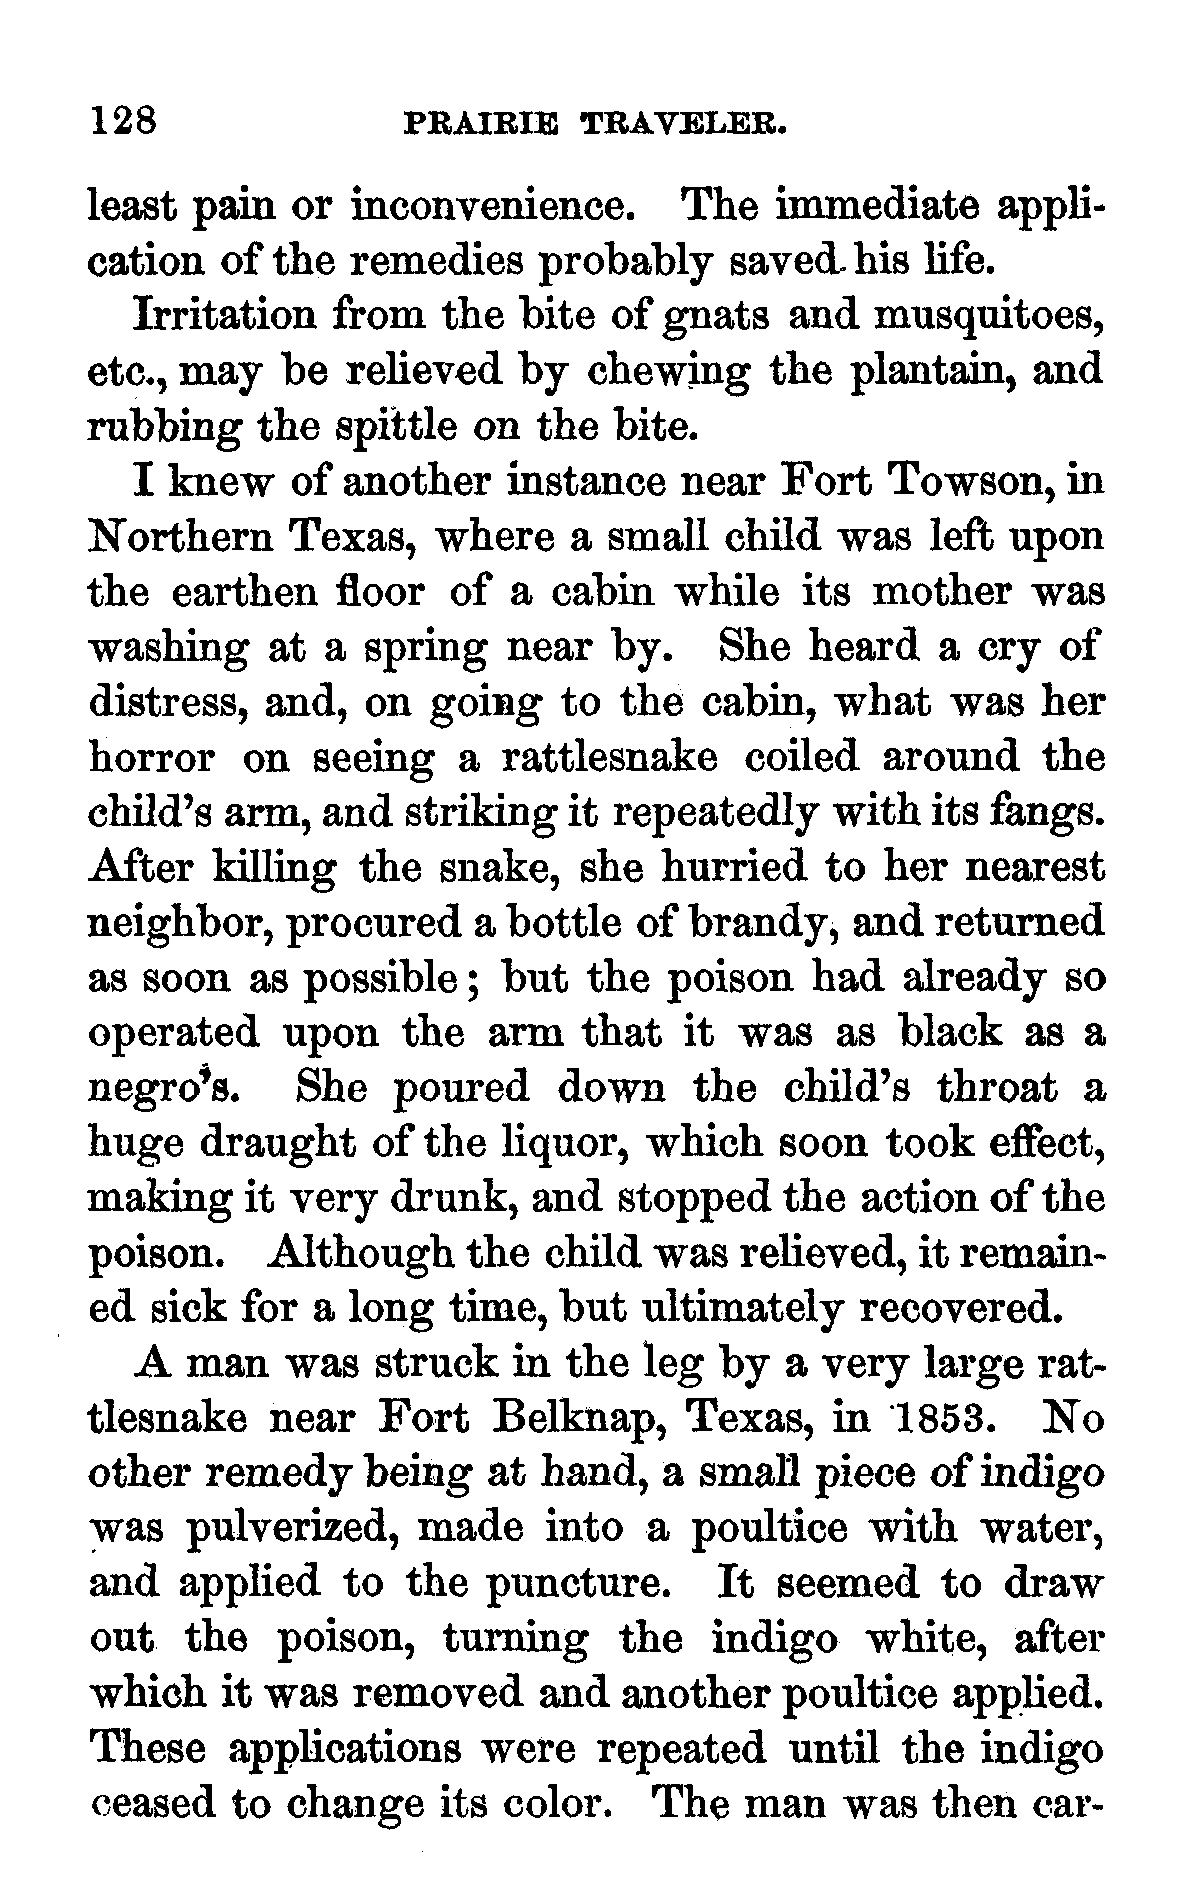 128 PRAIRIE TRAVELER.
least pain or inconvenience. The immediate appli-
cation of the remedies probably saved his life.
Irritation from the bite of gnats and musquitoes,
etc., may be relieved by chewing the plantain, and
rubbing the spittle on the bite.
I knew of another instance near Fort Towson, in
Northern Texas, where a small child was left upon
the earthen floor of a cabin while its mother was
washing at a spring near by. She heard a cry of
distress, and, on going to the cabin, what was her
horror on seeing a rattlesnake coiled around the
child's arm, and striking it repeatedly with its fangs.
After killing the snake, she hurried to her nearest
neighbor, procured a bottle of brandy, and returned
as soon as possible; but the poison had already so
operated upon the arm that it was as black as a
negro's. She poured down the child's throat a
huge draught of the liquor, which soon took effect,
making it very drunk, and stopped the action of the
poison. Although the child was relieved, it remain-
ed sick for a long time, but ultimately recovered.
A man was struck in the leg by a very large rat-
tlesnake near Fort Belknap, Texas, in 1853. No
other remedy being at hand, a small piece of indigo
was pulverized, made into a poultice with water,
and applied to the puncture. It seemed to draw
out the poison, turning the indigo white, after
which it was removed and another poultice applied.
These applications were repeated until the indigo
ceased to change its color. The man was then car-